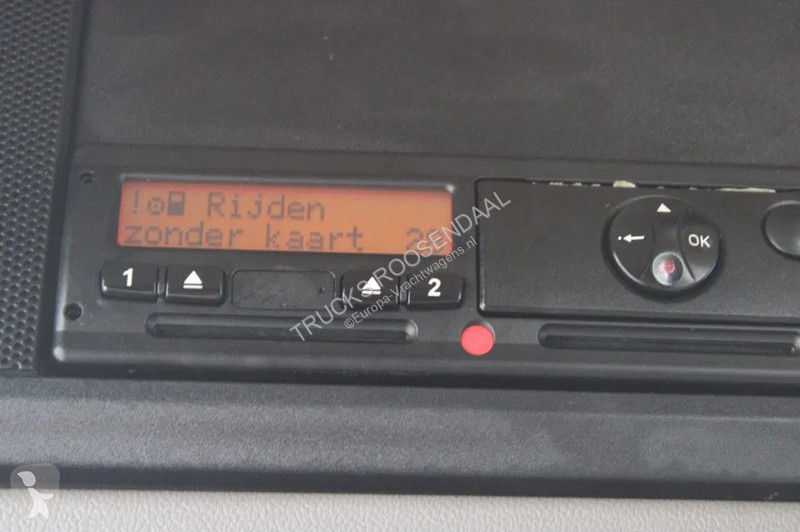 ! Rijden
zonder kaart
1
2
OK
TRUCKS ROOSENDAAL
©Europa-Vrachtwagens.nl